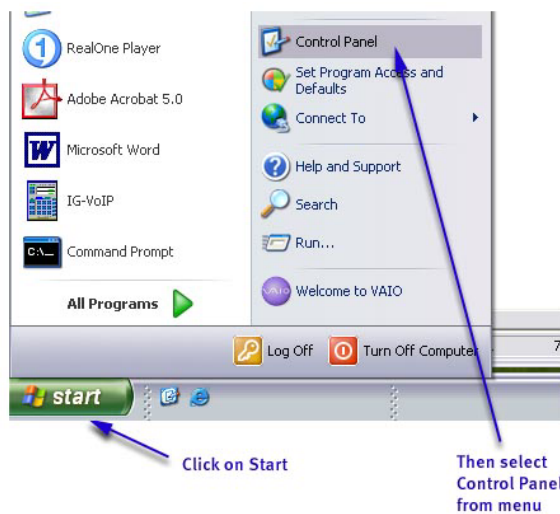 RealOne Player
Adobe Acrobat 5.0
Microsoft Word
IG-VoIP
C:\_
Command Prompt
All Programs
Control Panel
Set Program Access and
Defaults
Connect To
Help and Support
Search
Run...
VAIO
Welcome to VAIO
Log Off
Turn Off Computer
7
start
Click on Start
Then select
Control Panel
from menu